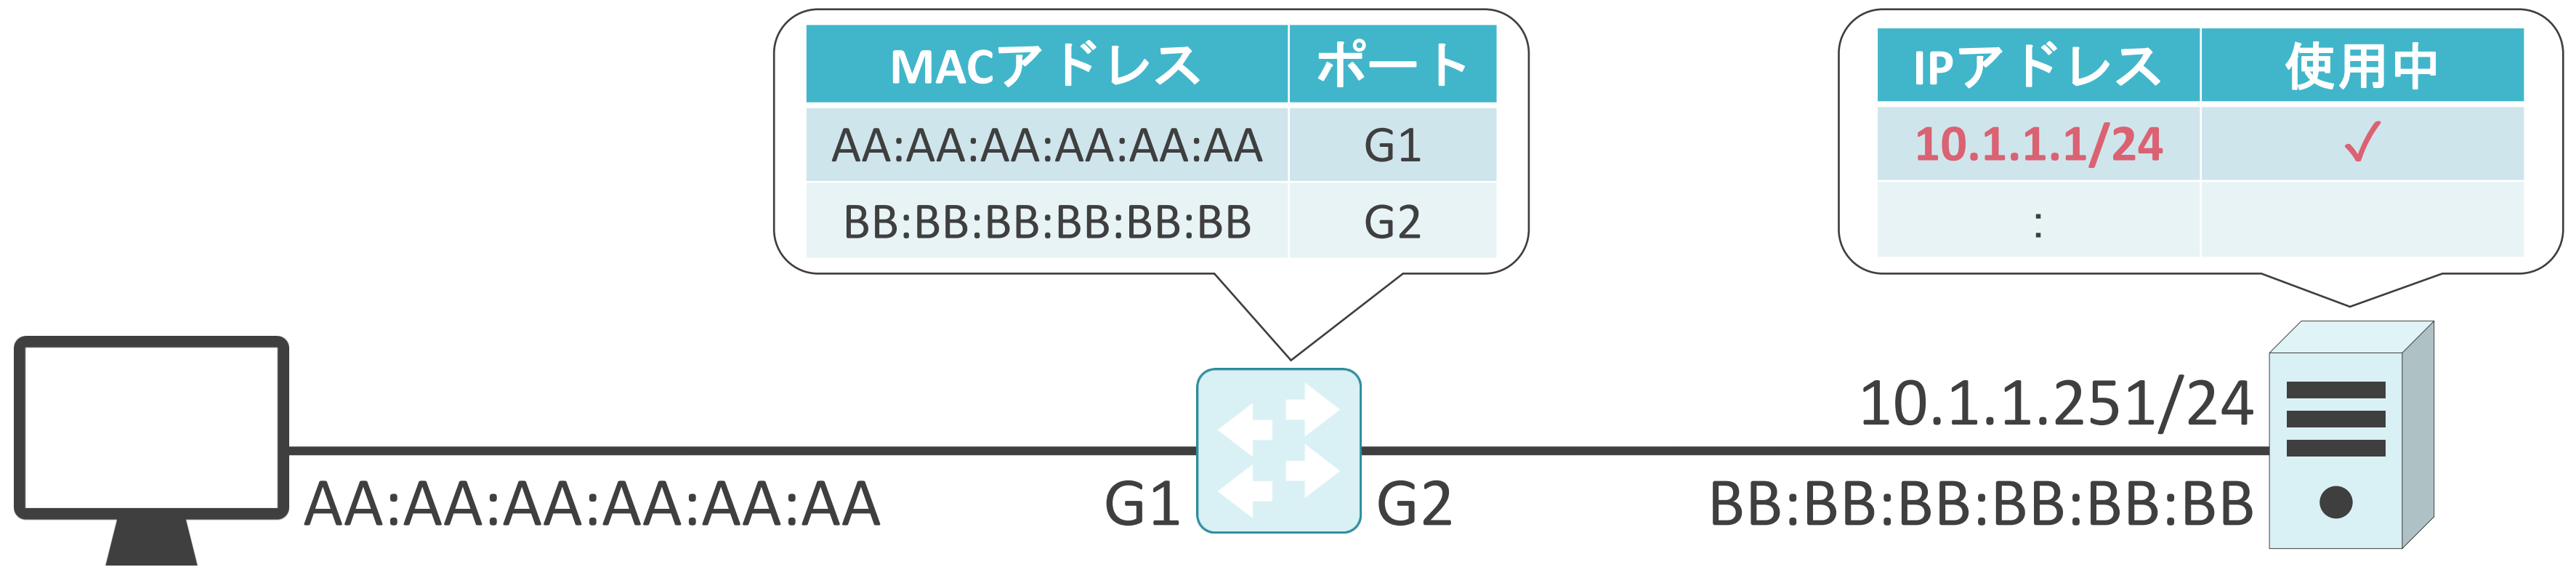 MACアドレス ポート
AA:AA:AA:AA:AA:AA G1
BB:BB:BB:BB:BB:BB G2
IPアドレス 使用中
10.1.1.1/24 ✓
:
10.1.1.251/24
AA:AA:AA:AA:AA:AA G1 G2 BB:BB:BB:BB:BB:BB